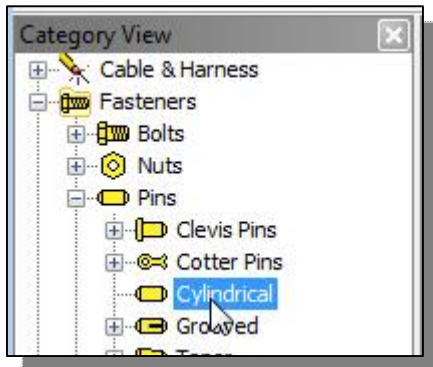 Category View
Cable & Harness
Fasteners
Bolts
Nuts
Pins
Clevis Pins
Cotter Pins
Cylindrical
Grooved